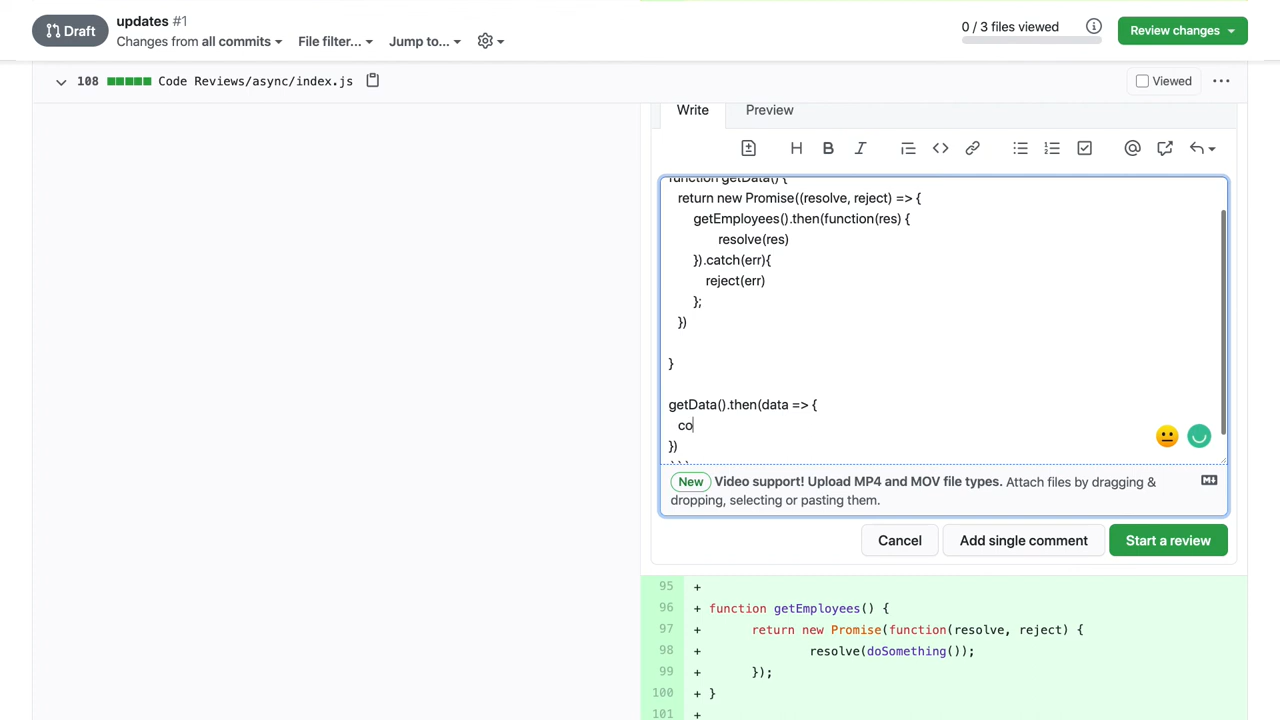 Draft
updates #1
Changes from all commits
File filter...
Jump to...
0 / 3 files viewed
Review changes
108
Code Reviews/async/index.js
Viewed
Write
Preview
function getData() {
return new Promise((resolve, reject) => {
getEmployees().then(function(res) {
resolve(res)
}).catch(err){
reject(err)
};
})
}
getData().then(data => {
co
})
```
New Video support! Upload MP4 and MOV file types. Attach files by dragging &
dropping, selecting or pasting them.
Cancel
Add single comment
Start a review
95 +
96 + function getEmployees() {
97 + return new Promise(function(resolve, reject) {
98 + resolve(doSomething());
99 + });
100 + }
101 +